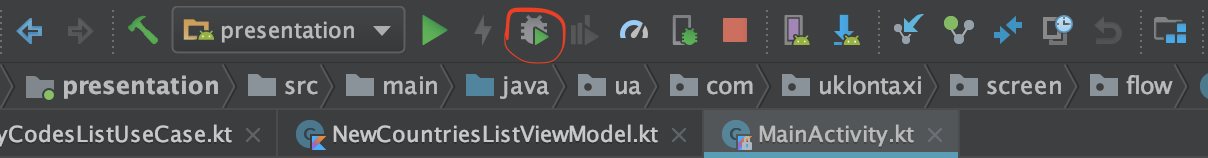 presentation
presentation src main java ua com uklontaxi screen flow
yCodesListUseCase.kt NewCountriesListViewModel.kt MainActivity.kt